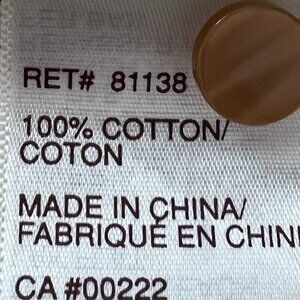 RET# 81138
100% COTTON/
COTON
MADE IN CHINA/
FABRIQUÉ EN CHIN
CA #00222